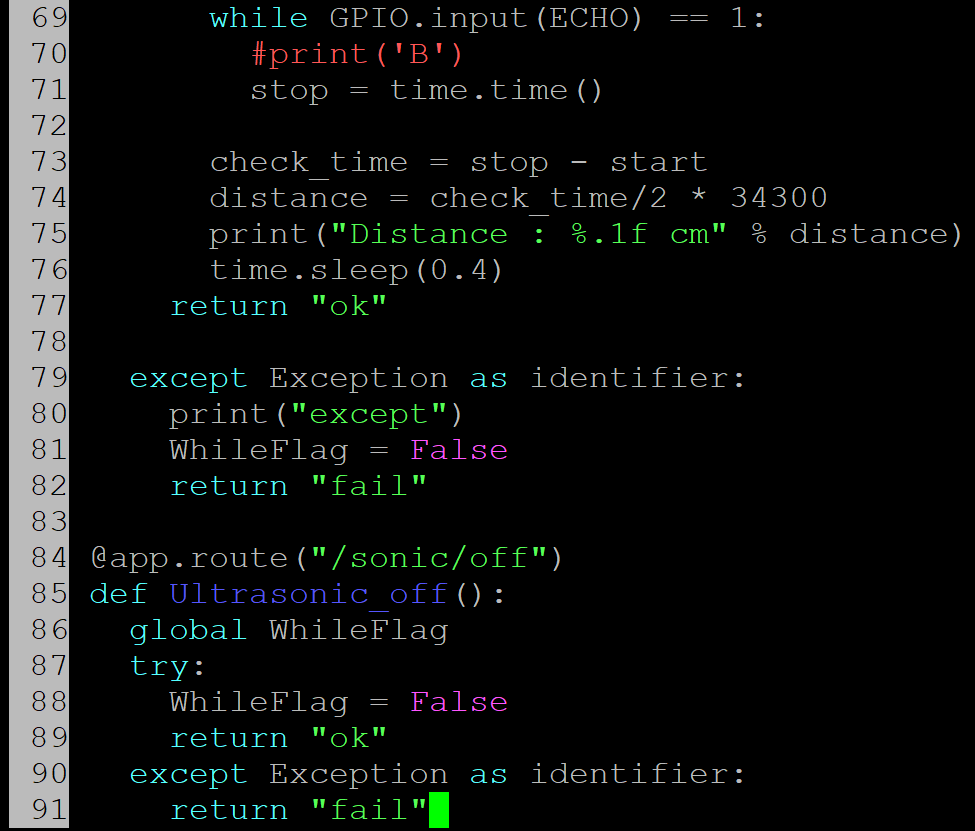 69       while GPIO.input(ECHO) == 1:
70         #print('B')
71         stop = time.time()
72
73       check_time = stop - start
74       distance = check_time/2 * 34300
75       print("Distance : %.1f cm" % distance)
76       time.sleep(0.4)
77     return "ok"
78
79   except Exception as identifier:
80     print("except")
81     WhileFlag = False
82     return "fail"
83
84 @app.route("/sonic/off")
85 def Ultrasonic_off():
86   global WhileFlag
87   try:
88     WhileFlag = False
89     return "ok"
90   except Exception as identifier:
91     return "fail"